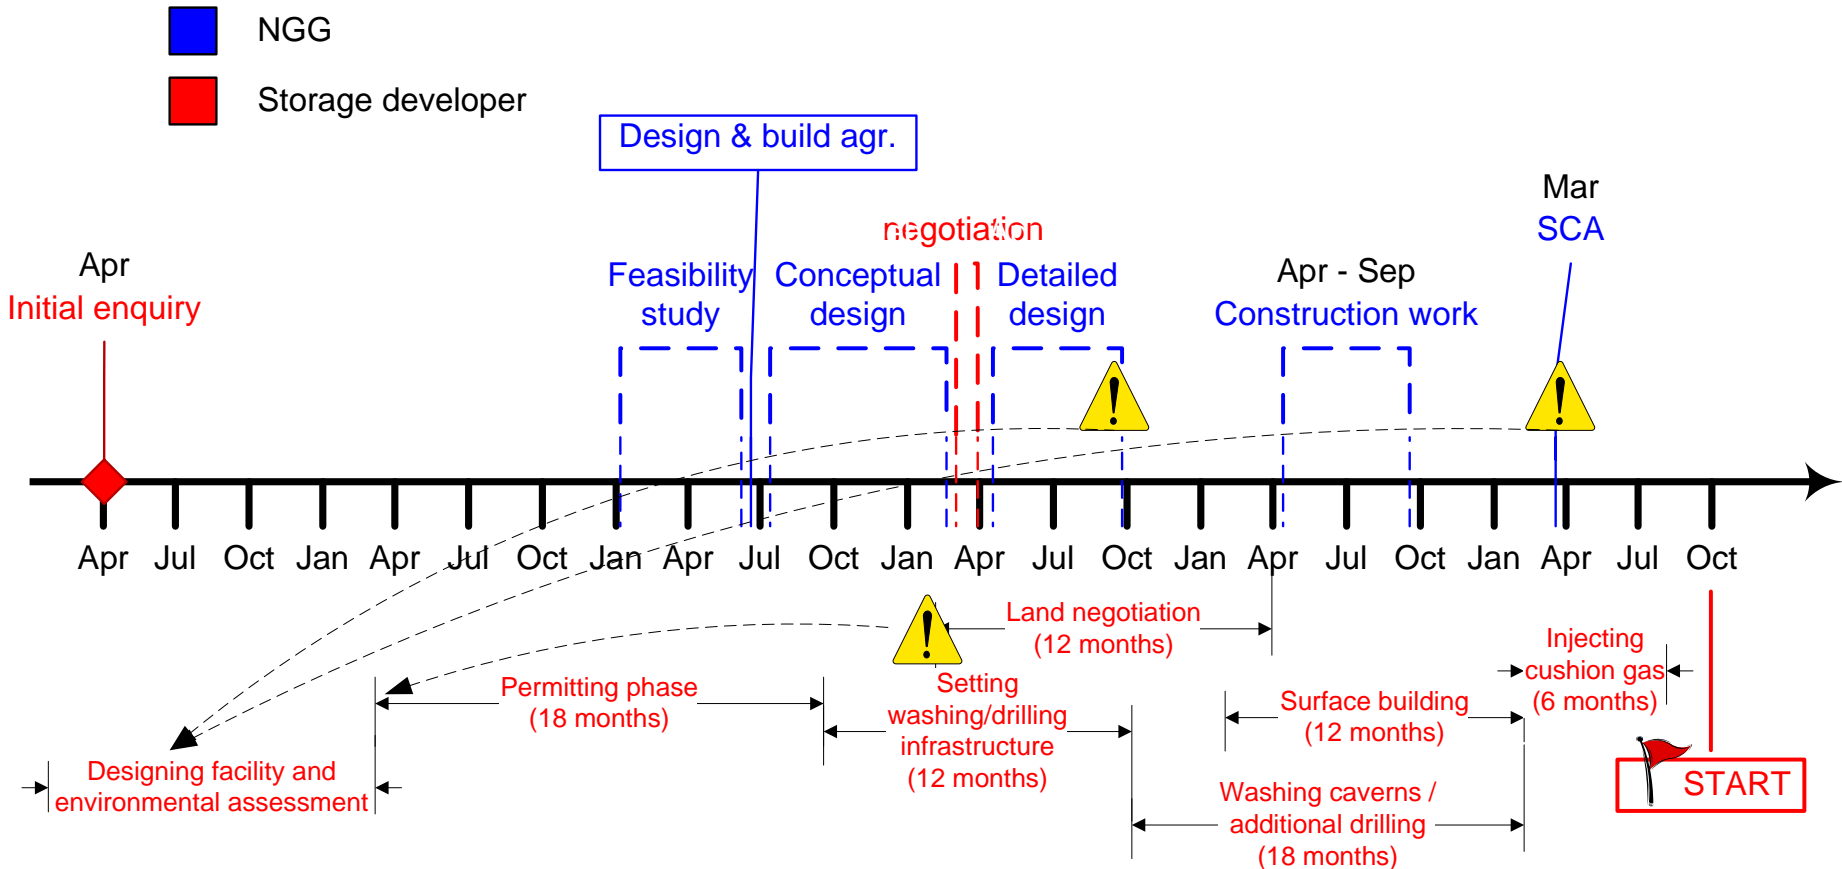 NGG
Storage developer
Design & build agr.
Mar
SCA
negotiation
Apr
Initial enquiry
Feasibility
study
Conceptual
design
Detailed
design
Apr - Sep
Construction work
Apr Jul Oct Jan Apr Jul Oct Jan Apr Jul Oct Jan Apr Jul Oct Jan Apr Jul Oct Jan Apr Jul Oct
Land negotiation
(12 months)
Injecting
cushion gas
(6 months)
Permitting phase
(18 months)
Setting
washing/drilling
infrastructure
(12 months)
Surface building
(12 months)
Designing facility and
environmental assessment
START
Washing caverns /
additional drilling
(18 months)